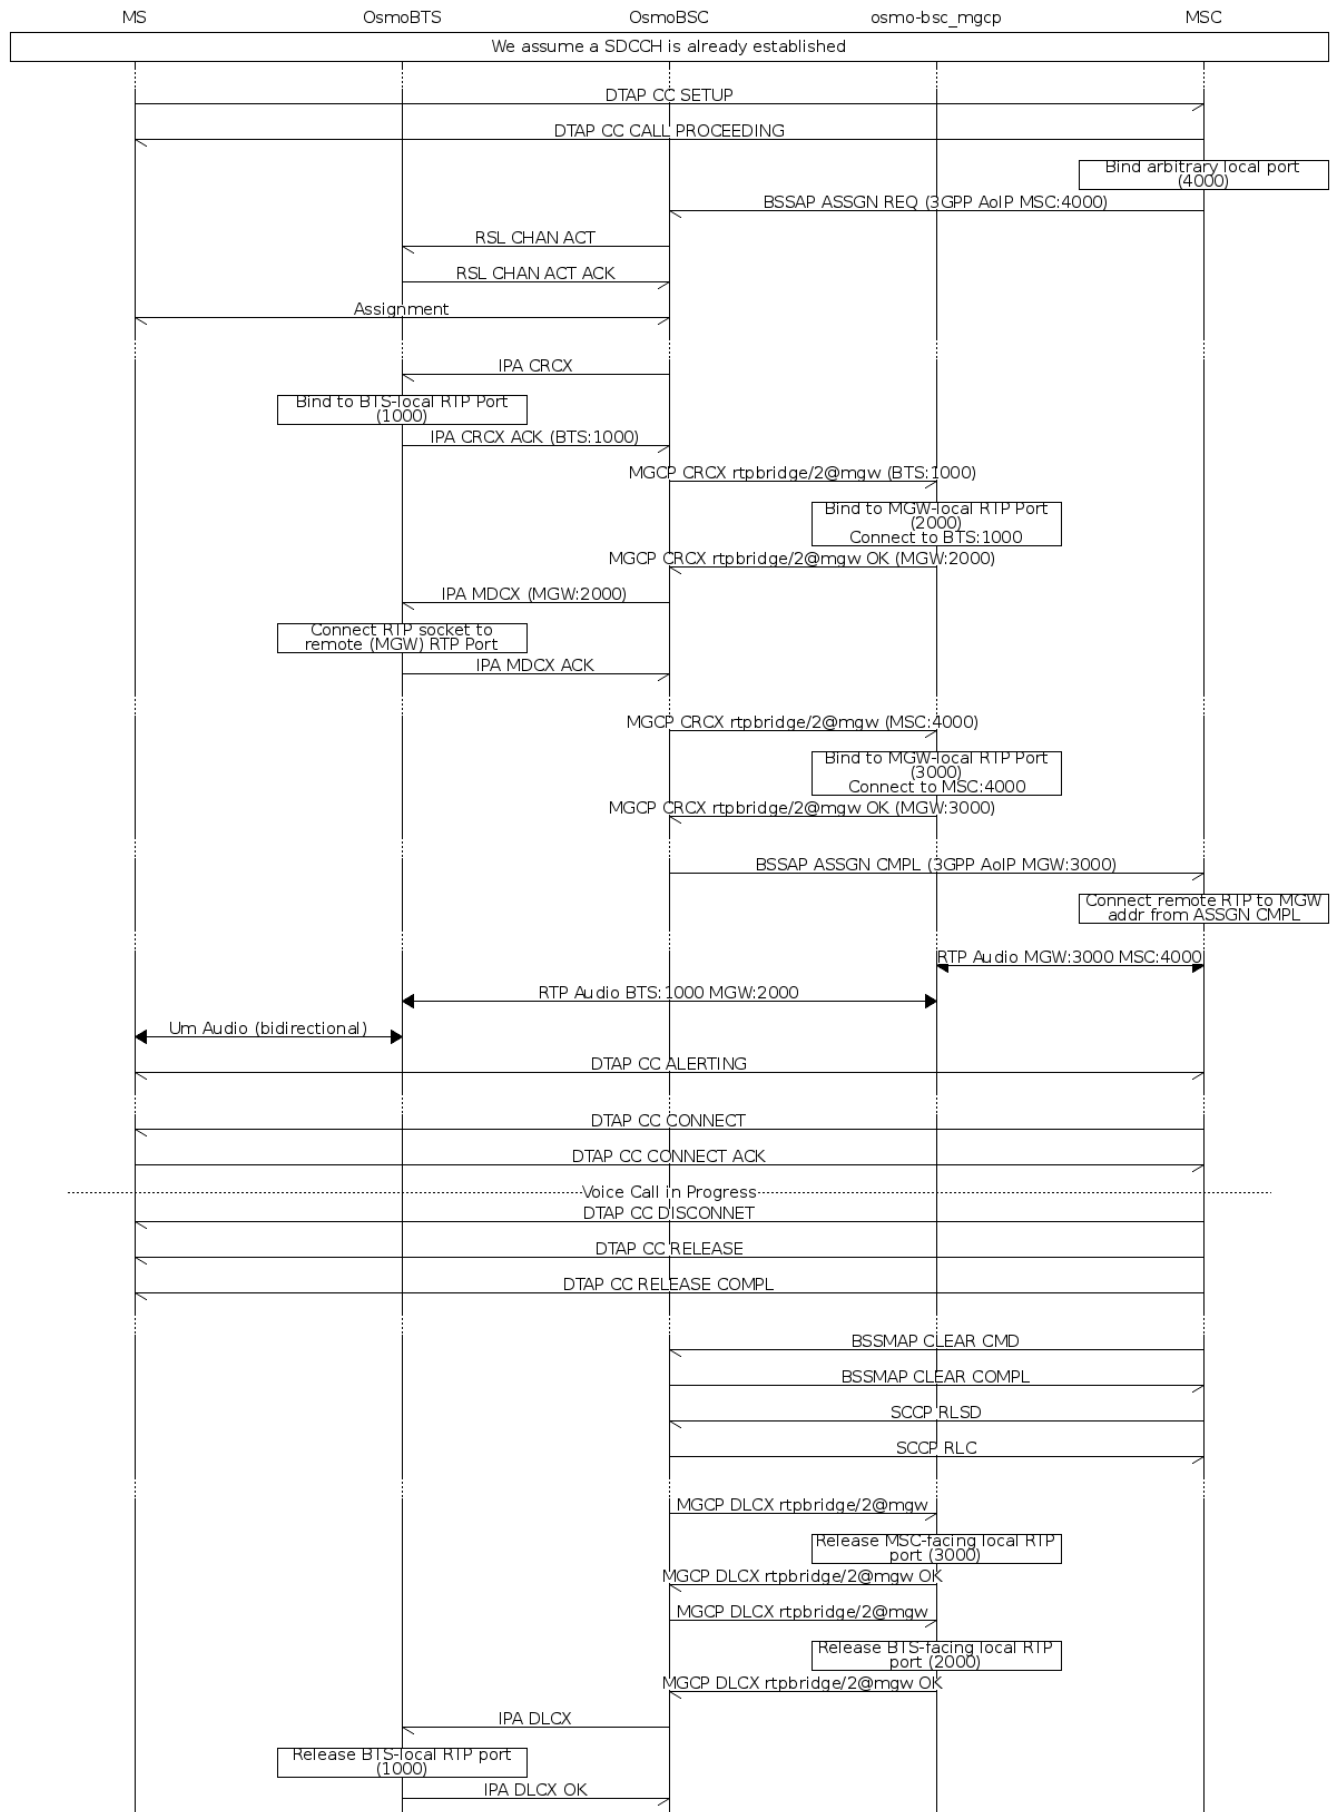 MS OsmoBTS OsmoBSC osmo-bsc_mgcp MSC
We assume a SDCCH is already established
DTAP CC SETUP
DTAP CC CALL PROCEEDING
Bind arbitrary local port
(4000)
BSSAP ASSGN REQ (3GPP AoIP MSC:4000)
RSL CHAN ACT
RSL CHAN ACT ACK
Assignment
IPA CRCX
Bind to BTS-local RTP Port
(1000)
IPA CRCX ACK (BTS:1000)
MGCP CRCX rtpbridge/2@mgw (BTS:1000)
Bind to MGW-local RTP Port
(2000)
Connect to BTS:1000
MGCP CRCX rtpbridge/2@mgw OK (MGW:2000)
IPA MDCX (MGW:2000)
Connect RTP socket to
remote (MGW) RTP Port
IPA MDCX ACK
MGCP CRCX rtpbridge/2@mgw (MSC:4000)
Bind to MGW-local RTP Port
(3000)
Connect to MSC:4000
MGCP CRCX rtpbridge/2@mgw OK (MGW:3000)
BSSAP ASSGN CMPL (3GPP AoIP MGW:3000)
Connect remote RTP to MGW
addr from ASSGN CMPL
RTP Audio MGW:3000 MSC:4000
RTP Audio BTS:1000 MGW:2000
Um Audio (bidirectional)
DTAP CC ALERTING
DTAP CC CONNECT
DTAP CC CONNECT ACK
Voice Call in Progress
DTAP CC DISCONNET
DTAP CC RELEASE
DTAP CC RELEASE COMPL
BSSMAP CLEAR CMD
BSSMAP CLEAR COMPL
SCCP RLSD
SCCP RLC
MGCP DLCX rtpbridge/2@mgw
Release MSC-facing local RTP
port (3000)
MGCP DLCX rtpbridge/2@mgw OK
MGCP DLCX rtpbridge/2@mgw
Release BTS-facing local RTP
port (2000)
MGCP DLCX rtpbridge/2@mgw OK
IPA DLCX
Release BTS-local RTP port
(1000)
IPA DLCX OK